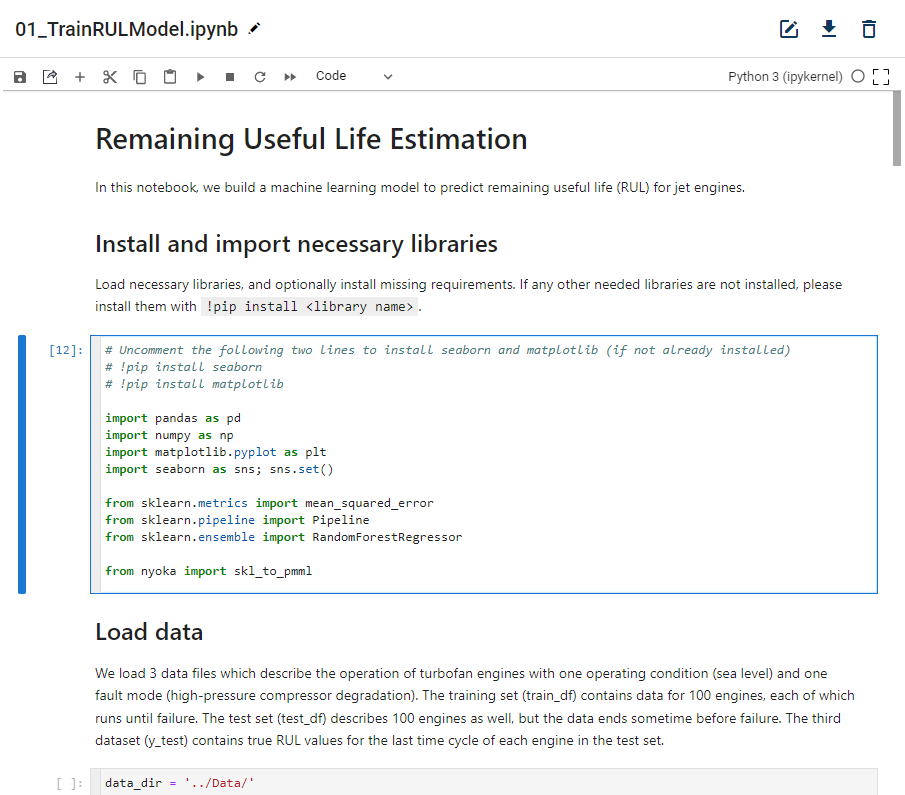 01_TrainRULModel.ipynb
Code
Python 3 (ipykernel)
Remaining Useful Life Estimation
In this notebook, we build a machine learning model to predict remaining useful life (RUL) for jet engines.
Install and import necessary libraries
Load necessary libraries, and optionally install missing requirements. If any other needed libraries are not installed, please
install them with !pip install <library name> .
[12]:
# Uncomment the following two lines to install seaborn and matplotlib (if not already installed)
# !pip install seaborn
# !pip install matplotlib
import pandas as pd
import numpy as np
import matplotlib.pyplot as plt
import seaborn as sns; sns.set()
from sklearn.metrics import mean_squared_error
from sklearn.pipeline import Pipeline
from sklearn.ensemble import RandomForestRegressor
from nyoka import skl_to_pmml
Load data
We load 3 data files which describe the operation of turbofan engines with one operating condition (sea level) and one
fault mode (high-pressure compressor degradation). The training set (train_df) contains data for 100 engines, each of which
runs until failure. The test set (test_df) describes 100 engines as well, but the data ends sometime before failure. The third
dataset (y_test) contains true RUL values for the last time cycle of each engine in the test set.
[ ]:
data_dir = '../Data/'